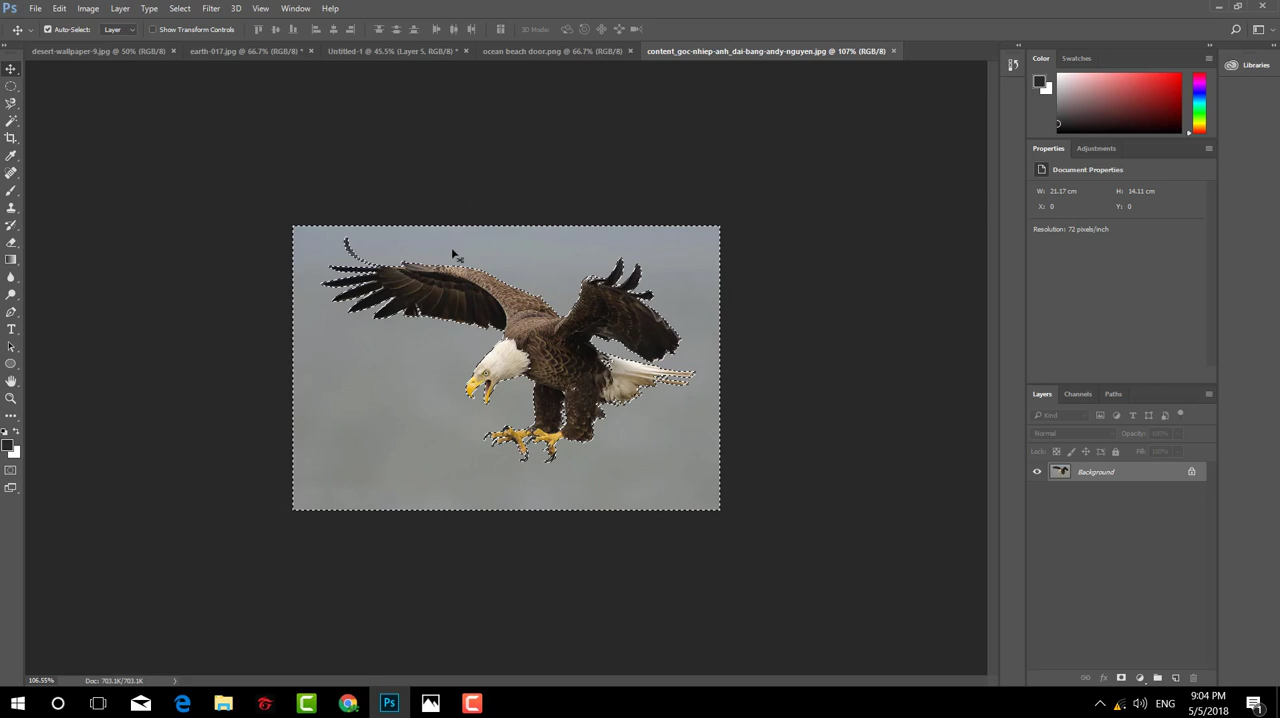 Ps File Edit Image Layer Type Select Filter 3D View Window Help
Auto-Select: Layer Show Transform Controls 3D Mode:
desert-wallpaper-9.jpg @ 50% (RGB/8) × earth-017.jpg @ 66.7% (RGB/8) * × Untitled-1 @ 45.5% (Layer 5, RGB/8) * × ocean beach door.png @ 66.7% (RGB/8) × content_goc-nhiep-anh_dai-bang-andy-nguyen.jpg @ 107% (RGB/8) ×
Color Swatches
Libraries
Properties Adjustments
Document Properties
W: 21.17 cm H: 14.11 cm
X: 0 Y: 0
Resolution: 72 pixels/inch
Layers Channels Paths
Kind
Normal Opacity: 100%
Lock: Fill: 100%
Background
fx
106.55% Doc: 703.1K/703.1K
Ps
ENG
9:04 PM
5/5/2018
1